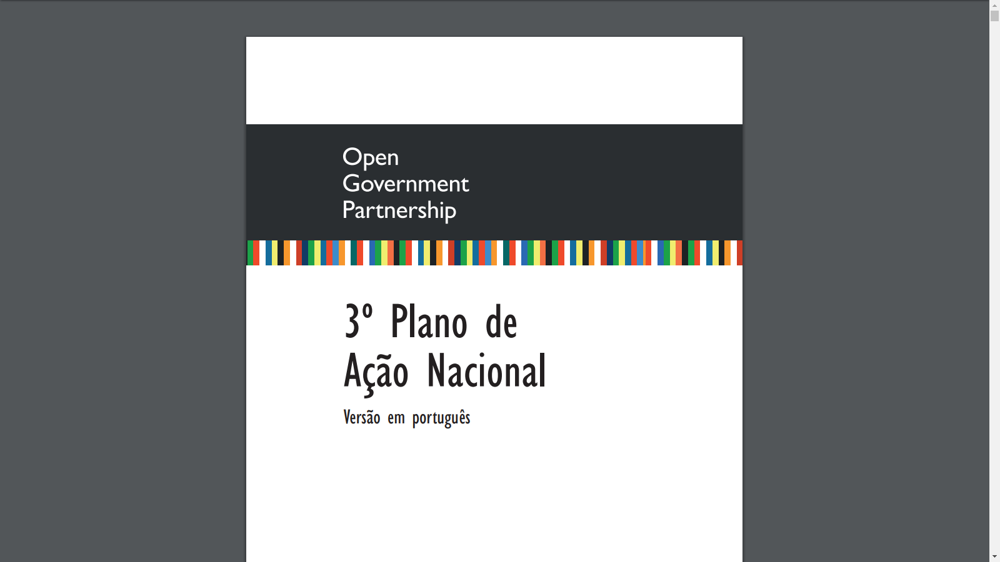 Open
Government
Partnership
3º Plano de
Ação Nacional
Versão em português